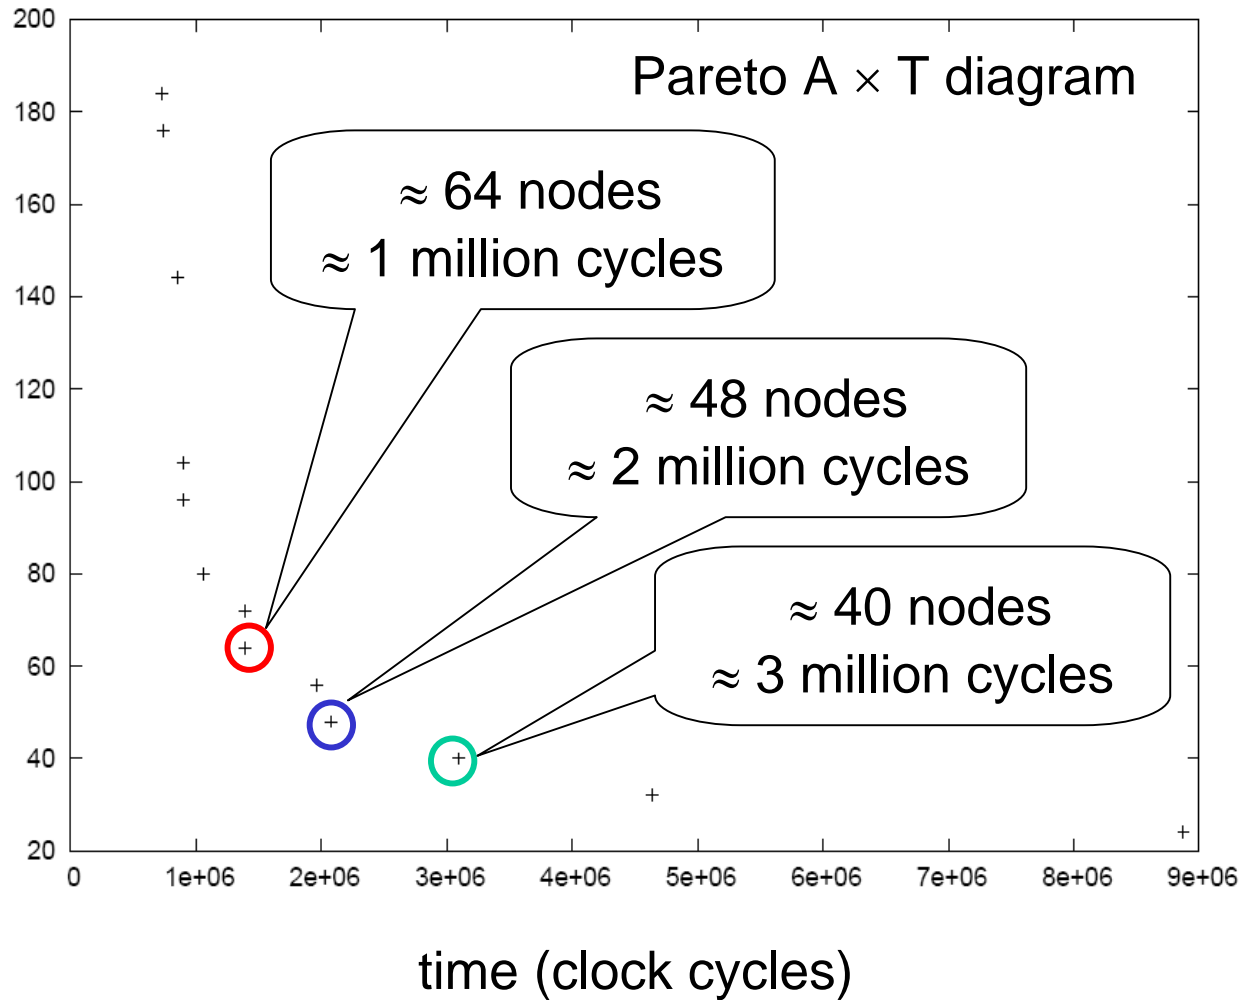 Pareto A × T diagram
≈ 64 nodes
≈ 1 million cycles
≈ 48 nodes
≈ 2 million cycles
≈ 40 nodes
≈ 3 million cycles
200
180
160
140
120
100
80
60
40
20
0 1e+06 2e+06 3e+06 4e+06 5e+06 6e+06 7e+06 8e+06 9e+06
time (clock cycles)